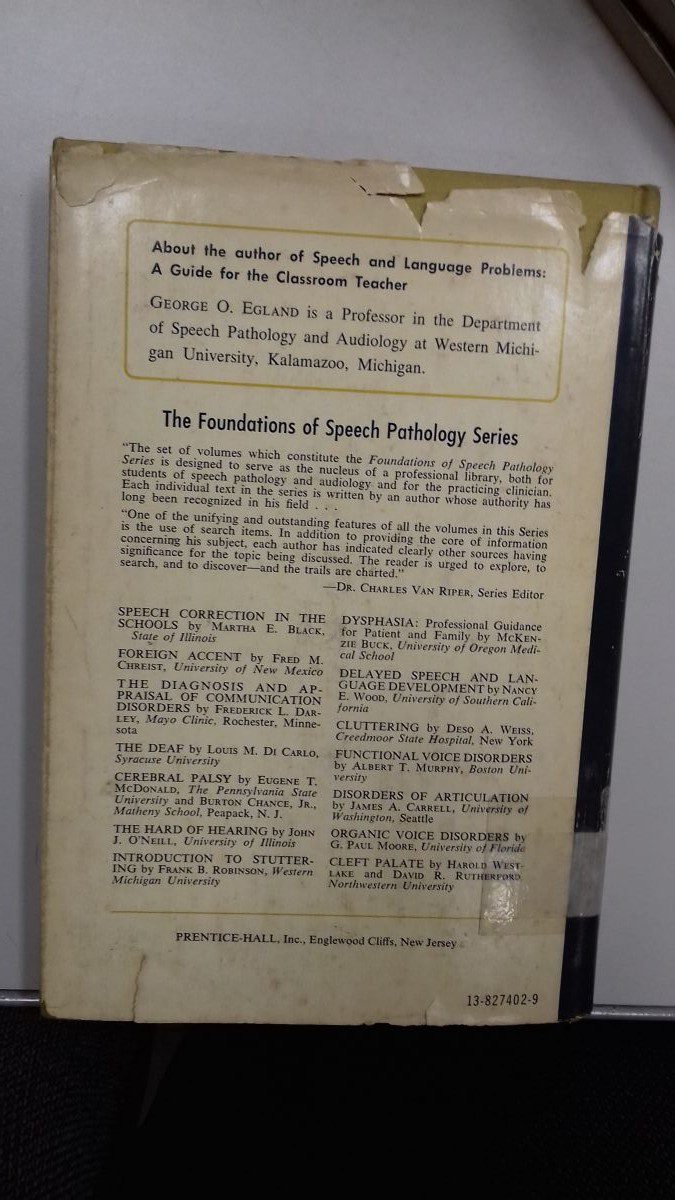 About the author of Speech and Language Problems:
A Guide for the Classroom Teacher
GEORGE O. EGLAND is a Professor in the Department
of Speech Pathology and Audiology at Western Michi-
gan University, Kalamazoo, Michigan.
The Foundations of Speech Pathology Series
"The set of volumes which constitute the Foundations of Speech Pathology
Series is designed to serve as the nucleus of a professional library, both for
students of speech pathology and audiology and for the practicing clinician.
Each individual text in the series is written by an author whose authority has
long been recognized in his field . . .
"One of the unifying and outstanding features of all the volumes in this Series
is the use of search items. In addition to providing the core of information
concerning his subject, each author has indicated clearly other sources having
significance for the topic being discussed. The reader is urged to explore, to
search, and to discover—and the trails are charted."
—DR. CHARLES VAN RIPER, Series Editor
SPEECH CORRECTION IN THE
SCHOOLS by MARTHA E. BLACK,
State of Illinois
FOREIGN ACCENT by FRED M.
CHREIST, University of New Mexico
THE DIAGNOSIS AND AP-
PRAISAL OF COMMUNICATION
DISORDERS by FREDERICK L. DAR-
LEY, Mayo Clinic, Rochester, Minne-
sota
THE DEAF by LOUIS M. DI CARLO,
Syracuse University
CEREBRAL PALSY by EUGENE T.
MCDONALD, The Pennsylvania State
University and BURTON CHANCE, JR.,
Matheny School, Peapack, N. J.
THE HARD OF HEARING by JOHN
J. O'NEILL, University of Illinois
INTRODUCTION TO STUTTER-
ING by FRANK B. ROBINSON, Western
Michigan University
DYSPHASIA: Professional Guidance
for Patient and Family by MCKEN-
ZIE BUCK, University of Oregon Medi-
cal School
DELAYED SPEECH AND LAN-
GUAGE DEVELOPMENT by NANCY
E. WOOD, University of Southern Cali-
fornia
CLUTTERING by DESO A. WEISS,
Creedmoor State Hospital, New York
FUNCTIONAL VOICE DISORDERS
by ALBERT T. MURPHY, Boston Uni-
versity
DISORDERS OF ARTICULATION
by JAMES A. CARRELL, University of
Washington, Seattle
ORGANIC VOICE DISORDERS by
G. PAUL MOORE, University of Florida
CLEFT PALATE by HAROLD WEST-
LAKE and DAVID R. RUTHERFORD,
Northwestern University
PRENTICE-HALL, Inc., Englewood Cliffs, New Jersey
13-827402-9